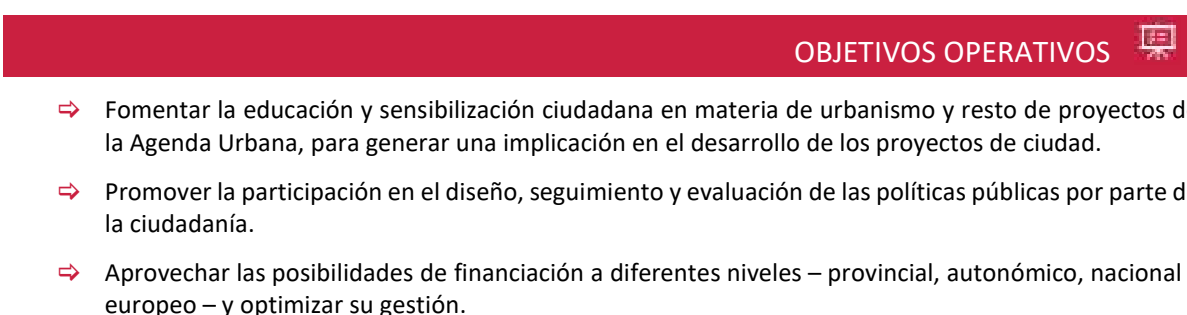 OBJETIVOS OPERATIVOS
⇨ Fomentar la educación y sensibilización ciudadana en materia de urbanismo y resto de proyectos d
la Agenda Urbana, para generar una implicación en el desarrollo de los proyectos de ciudad.
⇨ Promover la participación en el diseño, seguimiento y evaluación de las políticas públicas por parte d
la ciudadanía.
⇨ Aprovechar las posibilidades de financiación a diferentes niveles – provincial, autonómico, nacional
europeo – y optimizar su gestión.